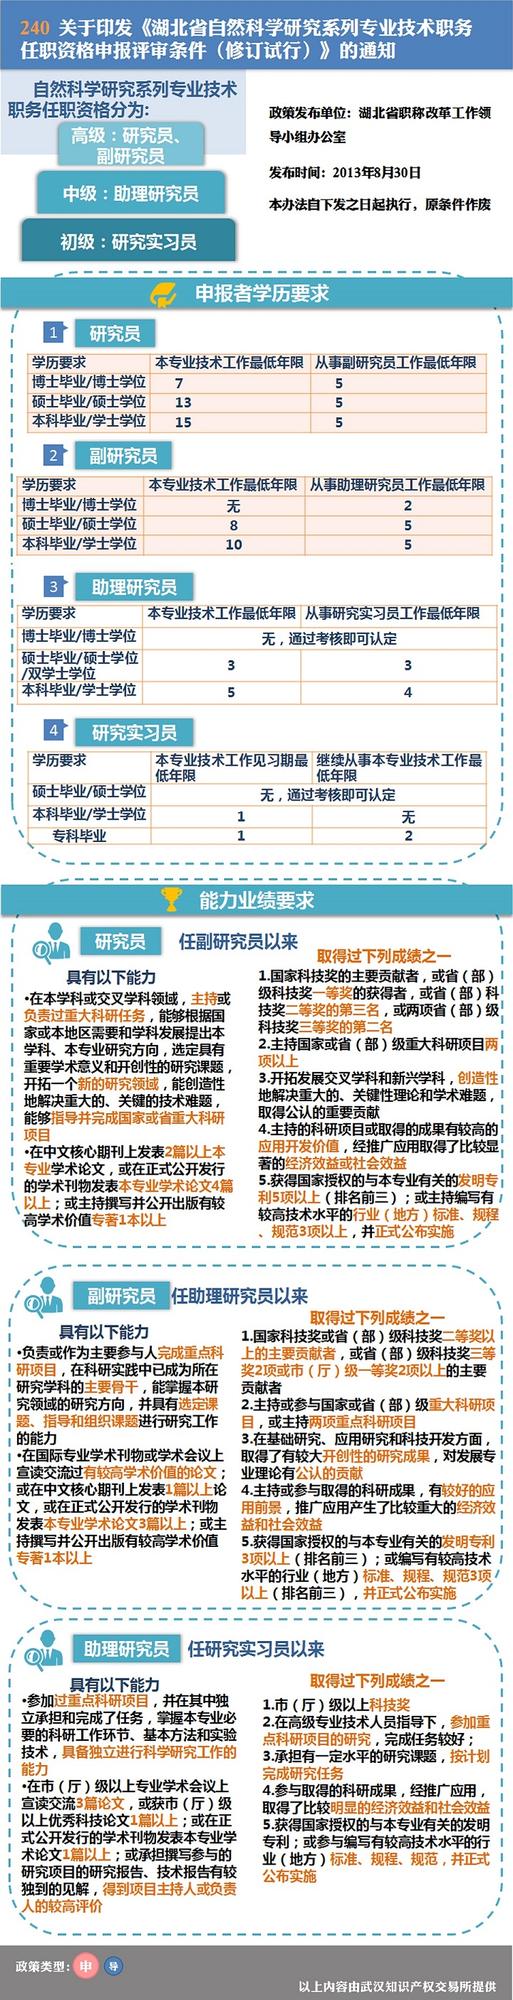 240 关于印发《湖北省自然科学研究系列专业技术职务
任职资格申报评审条件（修订试行）》的通知
自然科学研究系列专业技术
职务任职资格分为:
高级：研究员、
副研究员
中级：助理研究员
初级：研究实习员
政策发布单位：湖北省职称改革工作领
导小组办公室
发布时间：2013年8月30日
本办法自下发之日起执行，原条件作废
申报者学历要求
1 研究员
学历要求 本专业技术工作最低年限 从事副研究员工作最低年限
博士毕业/博士学位 7 5
硕士毕业/硕士学位 13 5
本科毕业/学士学位 15 5
2 副研究员
学历要求 本专业技术工作最低年限 从事助理研究员工作最低年限
博士毕业/博士学位 无 2
硕士毕业/硕士学位 8 5
本科毕业/学士学位 10 5
3 助理研究员
学历要求 本专业技术工作最低年限 从事研究实习员工作最低年限
博士毕业/博士学位 无，通过考核即可认定
硕士毕业/硕士学位
/双学士学位 3 3
本科毕业/学士学位 5 4
4 研究实习员
学历要求 本专业技术工作见习期最
低年限 继续从事本专业技术工作最
低年限
硕士毕业/硕士学位 无，通过考核即可认定
本科毕业/学士学位 1 无
专科毕业 1 2
能力业绩要求
研究员 任副研究员以来
具有以下能力
•在本学科或交叉学科领域，主持或
负责过重大科研任务，能够根据国
家或本地区需要和学科发展提出本
学科、本专业研究方向，选定具有
重要学术意义和开创性的研究课题，
开拓一个新的研究领域，能创造性
地解决重大的、关键的技术难题，
能够指导并完成国家或省重大科研
项目
•在中文核心期刊上发表2篇以上本
专业学术论文，或在正式公开发行
的学术刊物发表本专业学术论文4篇
以上；或主持撰写并公开出版有较
高学术价值专著1本以上
取得过下列成绩之一
1.国家科技奖的主要贡献者，或省（部）
级科技奖一等奖的获得者，或省（部）科
技奖二等奖的第三名，或两项省（部）级
科技奖三等奖的第二名
2.主持国家或省（部）级重大科研项目两
项以上
3.开拓发展交叉学科和新兴学科，创造性
地解决重大的、关键性理论和学术难题，
取得公认的重要贡献
4.主持的科研项目或取得的成果有较高的
应用开发价值，经推广应用取得了比较显
著的经济效益或社会效益
5.获得国家授权的与本专业有关的发明专
利5项以上（排名前三）；或主持编写有
较高技术水平的行业（地方）标准、规程
、规范3项以上，并正式公布实施
副研究员 任助理研究员以来
具有以下能力
•负责或作为主要参与人完成重点科
研项目，在科研实践中已成为所在
研究学科的主要骨干，能掌握本研
究领域的研究方向，并具有选定课
题、指导和组织课题进行研究工作
的能力
•在国际专业学术刊物或学术会议上
宣读交流过有较高学术价值的论文；
或在中文核心期刊上发表1篇以上论
文，或在正式公开发行的学术刊物
发表本专业学术论文3篇以上；或主
持撰写并公开出版有较高学术价值
专著1本以上
取得过下列成绩之一
1.国家科技奖或省（部）级科技奖二等奖以
上的主要贡献者，或省（部）级科技奖三等
奖2项或市（厅）级一等奖2项以上的主要
贡献者
2.主持或参与国家或省（部）级重大科研项
目，或主持两项重点科研项目
3.在基础研究、应用研究和科技开发方面，
取得了有较大开创性的研究成果，对发展专
业理论有公认的贡献
4.主持或参与取得的科研成果，有较好的应
用前景，推广应用产生了比较重大的经济效
益和社会效益
5.获得国家授权的与本专业有关的发明专利
3项以上（排名前三）；或编写有较高技术
水平的行业（地方）标准、规程、规范3项
以上（排名前三），并正式公布实施
助理研究员 任研究实习员以来
具有以下能力
•参加过重点科研项目，并在其中独
立承担和完成了任务，掌握本专业必
要的科研工作环节、基本方法和实验
技术，具备独立进行科学研究工作的
能力
•在市（厅）级以上专业学术会议上
宣读交流3篇论文，或获市（厅）级
以上优秀科技论文1篇以上；或在正
式公开发行的学术刊物发表本专业学
术论文1篇以上；或承担撰写参与的
研究项目的研究报告、技术报告有较
独到的见解，得到项目主持人或负责
人的较高评价
取得过下列成绩之一
1.市（厅）级以上科技奖
2.在高级专业技术人员指导下，参加重
点科研项目的研究，完成任务较好；
3.承担有一定水平的研究课题，按计划
完成研究任务
4.参与取得的科研成果，经推广应用，
取得了比较明显的经济效益和社会效益
5.获得国家授权的与本专业有关的发明
专利；或参与编写有较高技术水平的行
业（地方）标准、规程、规范，并正式
公布实施
政策类型： 申 导
以上内容由武汉知识产权交易所提供